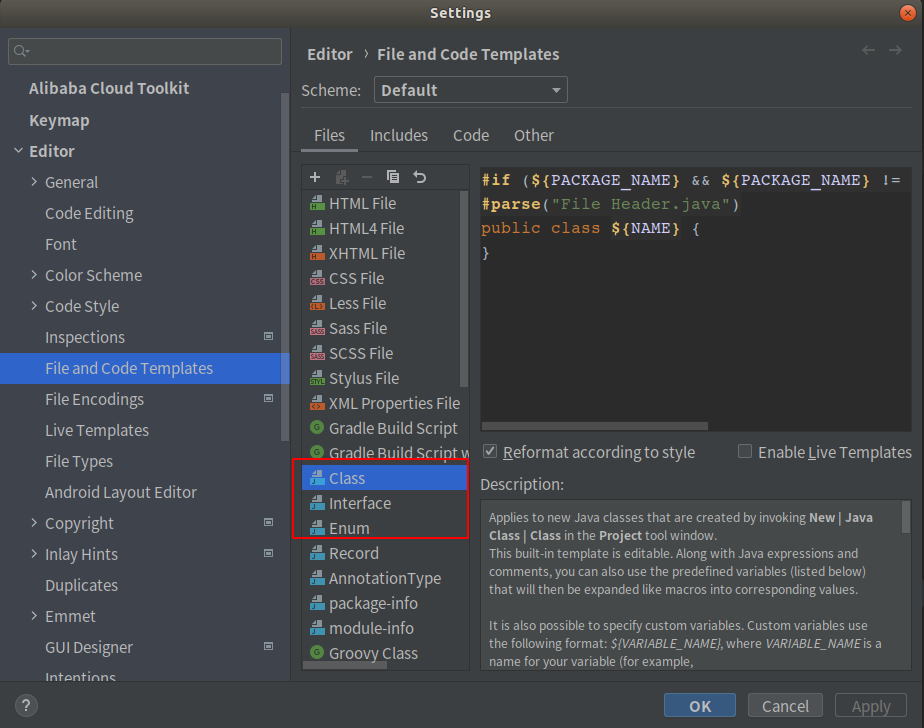 Settings
Alibaba Cloud Toolkit
Keymap
Editor
General
Code Editing
Font
Color Scheme
Code Style
Inspections
File and Code Templates
File Encodings
Live Templates
File Types
Android Layout Editor
Copyright
Inlay Hints
Duplicates
Emmet
GUI Designer
Intentions
Editor › File and Code Templates
Scheme: Default
Files Includes Code Other
HTML File
HTML4 File
XHTML File
CSS File
Less File
Sass File
SCSS File
Stylus File
XML Properties File
Gradle Build Script
Gradle Build Script w
Class
Interface
Enum
Record
AnnotationType
package-info
module-info
Groovy Class
#if (${PACKAGE_NAME} && ${PACKAGE_NAME} !=
#parse("File Header.java")
public class ${NAME} {
}
Reformat according to style Enable Live Templates
Description:
Applies to new Java classes that are created by invoking New | Java
Class | Class in the Project tool window.
This built-in template is editable. Along with Java expressions and
comments, you can also use the predefined variables (listed below)
that will then be expanded like macros into corresponding values.
It is also possible to specify custom variables. Custom variables use
the following format: ${VARIABLE_NAME}, where VARIABLE_NAME is a
name for your variable (for example,
? OK Cancel Apply